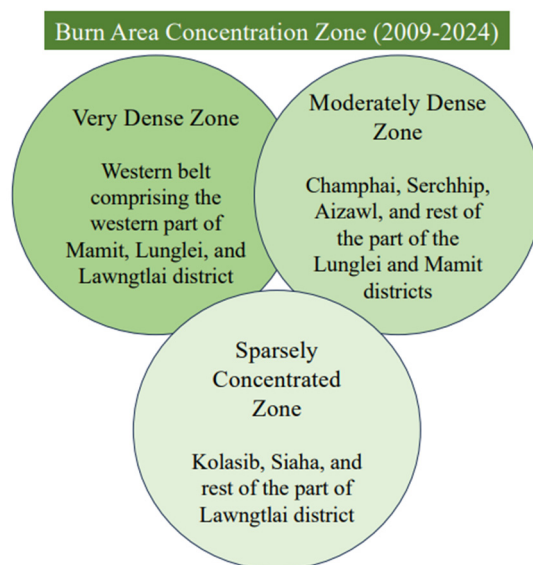 Burn Area Concentration Zone (2009-2024)
Very Dense Zone
Western belt
comprising the
western part of
Mamit, Lunglei, and
Lawngtlai district
Moderately Dense
Zone
Champhai, Serchhip,
Aizawl, and rest of
the part of the
Lunglei and Mamit
districts
Sparsely
Concentrated
Zone
Kolasib, Siaha, and
rest of the part of
Lawngtlai district